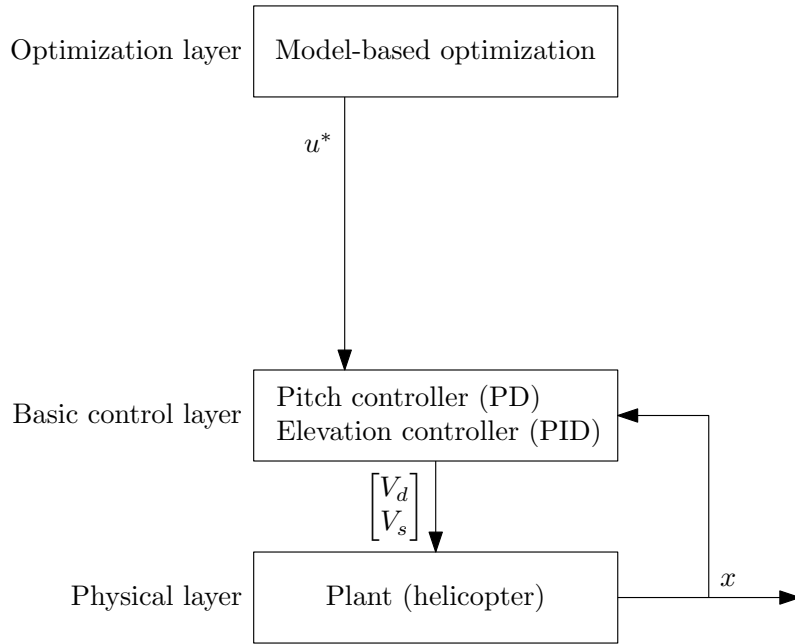 Optimization layer
Model-based optimization
u*
Basic control layer
Pitch controller (PD)
Elevation controller (PID)
V_d
V_s
Physical layer
Plant (helicopter)
x